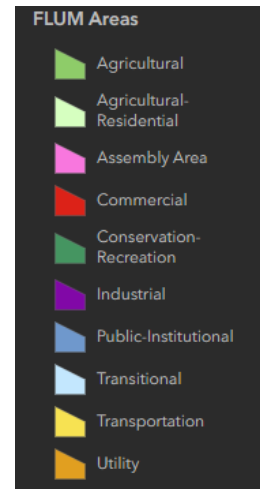 FLUM Areas
Agricultural
Agricultural-
Residential
Assembly Area
Commercial
Conservation-
Recreation
Industrial
Public-Institutional
Transitional
Transportation
Utility